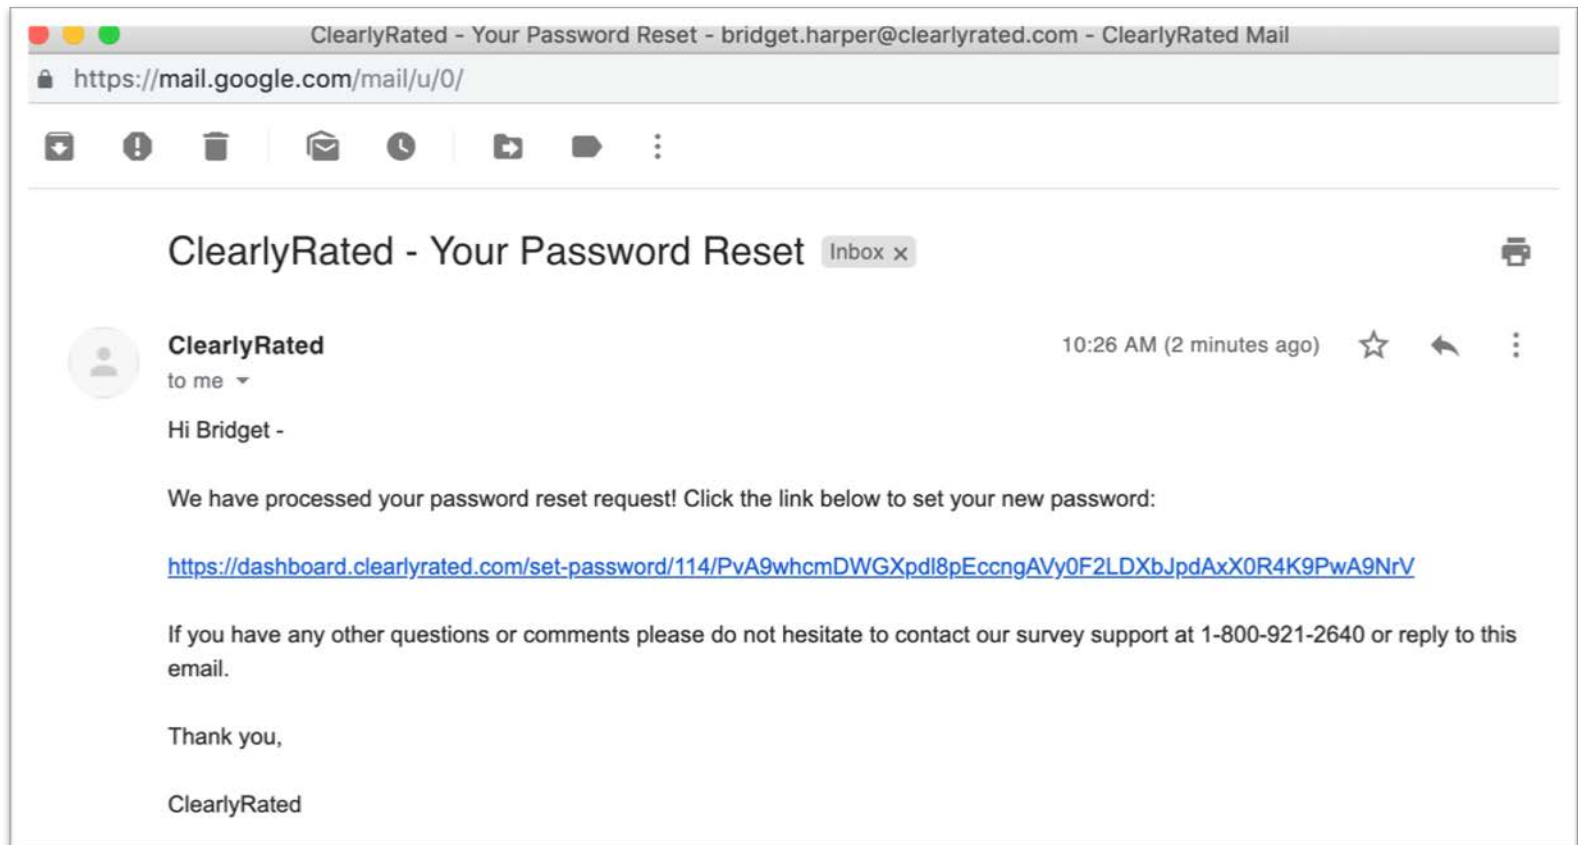 ClearlyRated - Your Password Reset - bridget.harper@clearlyrated.com - ClearlyRated Mail
https://mail.google.com/mail/u/0/
ClearlyRated - Your Password Reset Inbox x
ClearlyRated 10:26 AM (2 minutes ago)
to me
Hi Bridget -
We have processed your password reset request! Click the link below to set your new password:
https://dashboard.clearlyrated.com/set-password/114/PvA9whcmDWGXpdl8pEccngAVy0F2LDXbJpdAxX0R4K9PwA9NrV
If you have any other questions or comments please do not hesitate to contact our survey support at 1-800-921-2640 or reply to this
email.
Thank you,
ClearlyRated